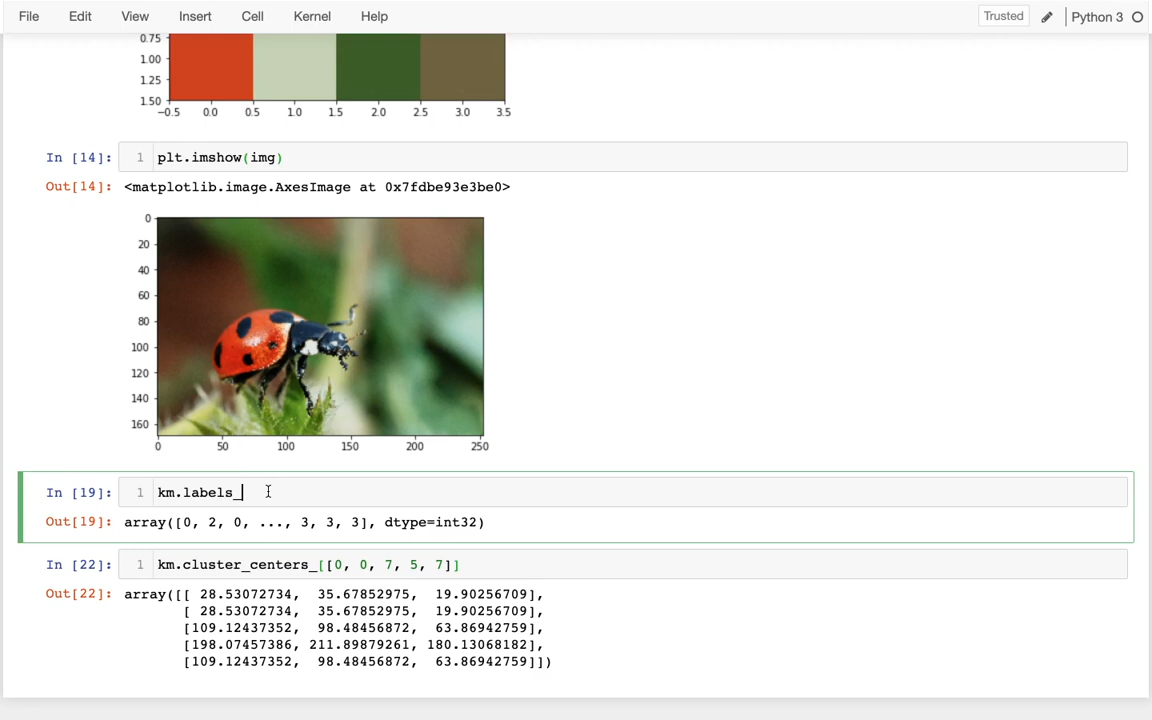 File Edit View Insert Cell Kernel Help Trusted Python 3
0.75
1.00
1.25
1.50
−0.5 0.0 0.5 1.0 1.5 2.0 2.5 3.0 3.5
In [14]: 1 plt.imshow(img)
Out[14]: <matplotlib.image.AxesImage at 0x7fdbe93e3be0>
0
20
40
60
80
100
120
140
160
0 50 100 150 200 250
In [19]: 1 km.labels_
Out[19]: array([0, 2, 0, ..., 3, 3, 3], dtype=int32)
In [22]: 1 km.cluster_centers_[[0, 0, 7, 5, 7]]
Out[22]: array([[ 28.53072734, 35.67852975, 19.90256709],
[ 28.53072734, 35.67852975, 19.90256709],
[109.12437352, 98.48456872, 63.86942759],
[198.07457386, 211.89879261, 180.13068182],
[109.12437352, 98.48456872, 63.86942759]])